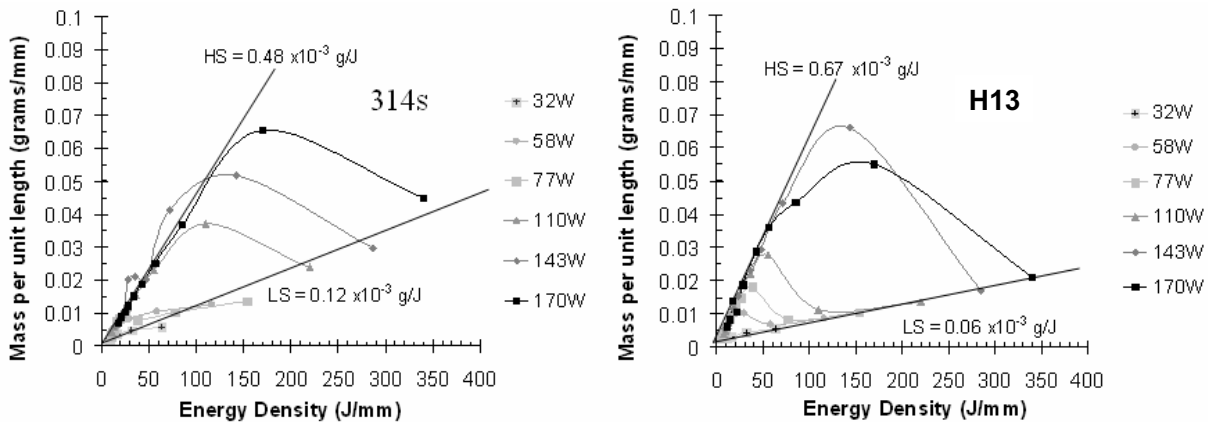 Mass per unit length (grams/mm)
0.1
0.09
0.08
0.07
0.06
0.05
0.04
0.03
0.02
0.01
0
0 50 100 150 200 250 300 350 400
Energy Density (J/mm)
HS = 0.48 x10⁻³ g/J
314s
LS = 0.12 x10⁻³ g/J
32W
58W
77W
110W
143W
170W
Mass per unit length (grams/mm)
0.1
0.09
0.08
0.07
0.06
0.05
0.04
0.03
0.02
0.01
0
0 50 100 150 200 250 300 350 400
Energy Density (J/mm)
HS = 0.67 x10⁻³ g/J
H13
LS = 0.06 x10⁻³ g/J
32W
58W
77W
110W
143W
170W